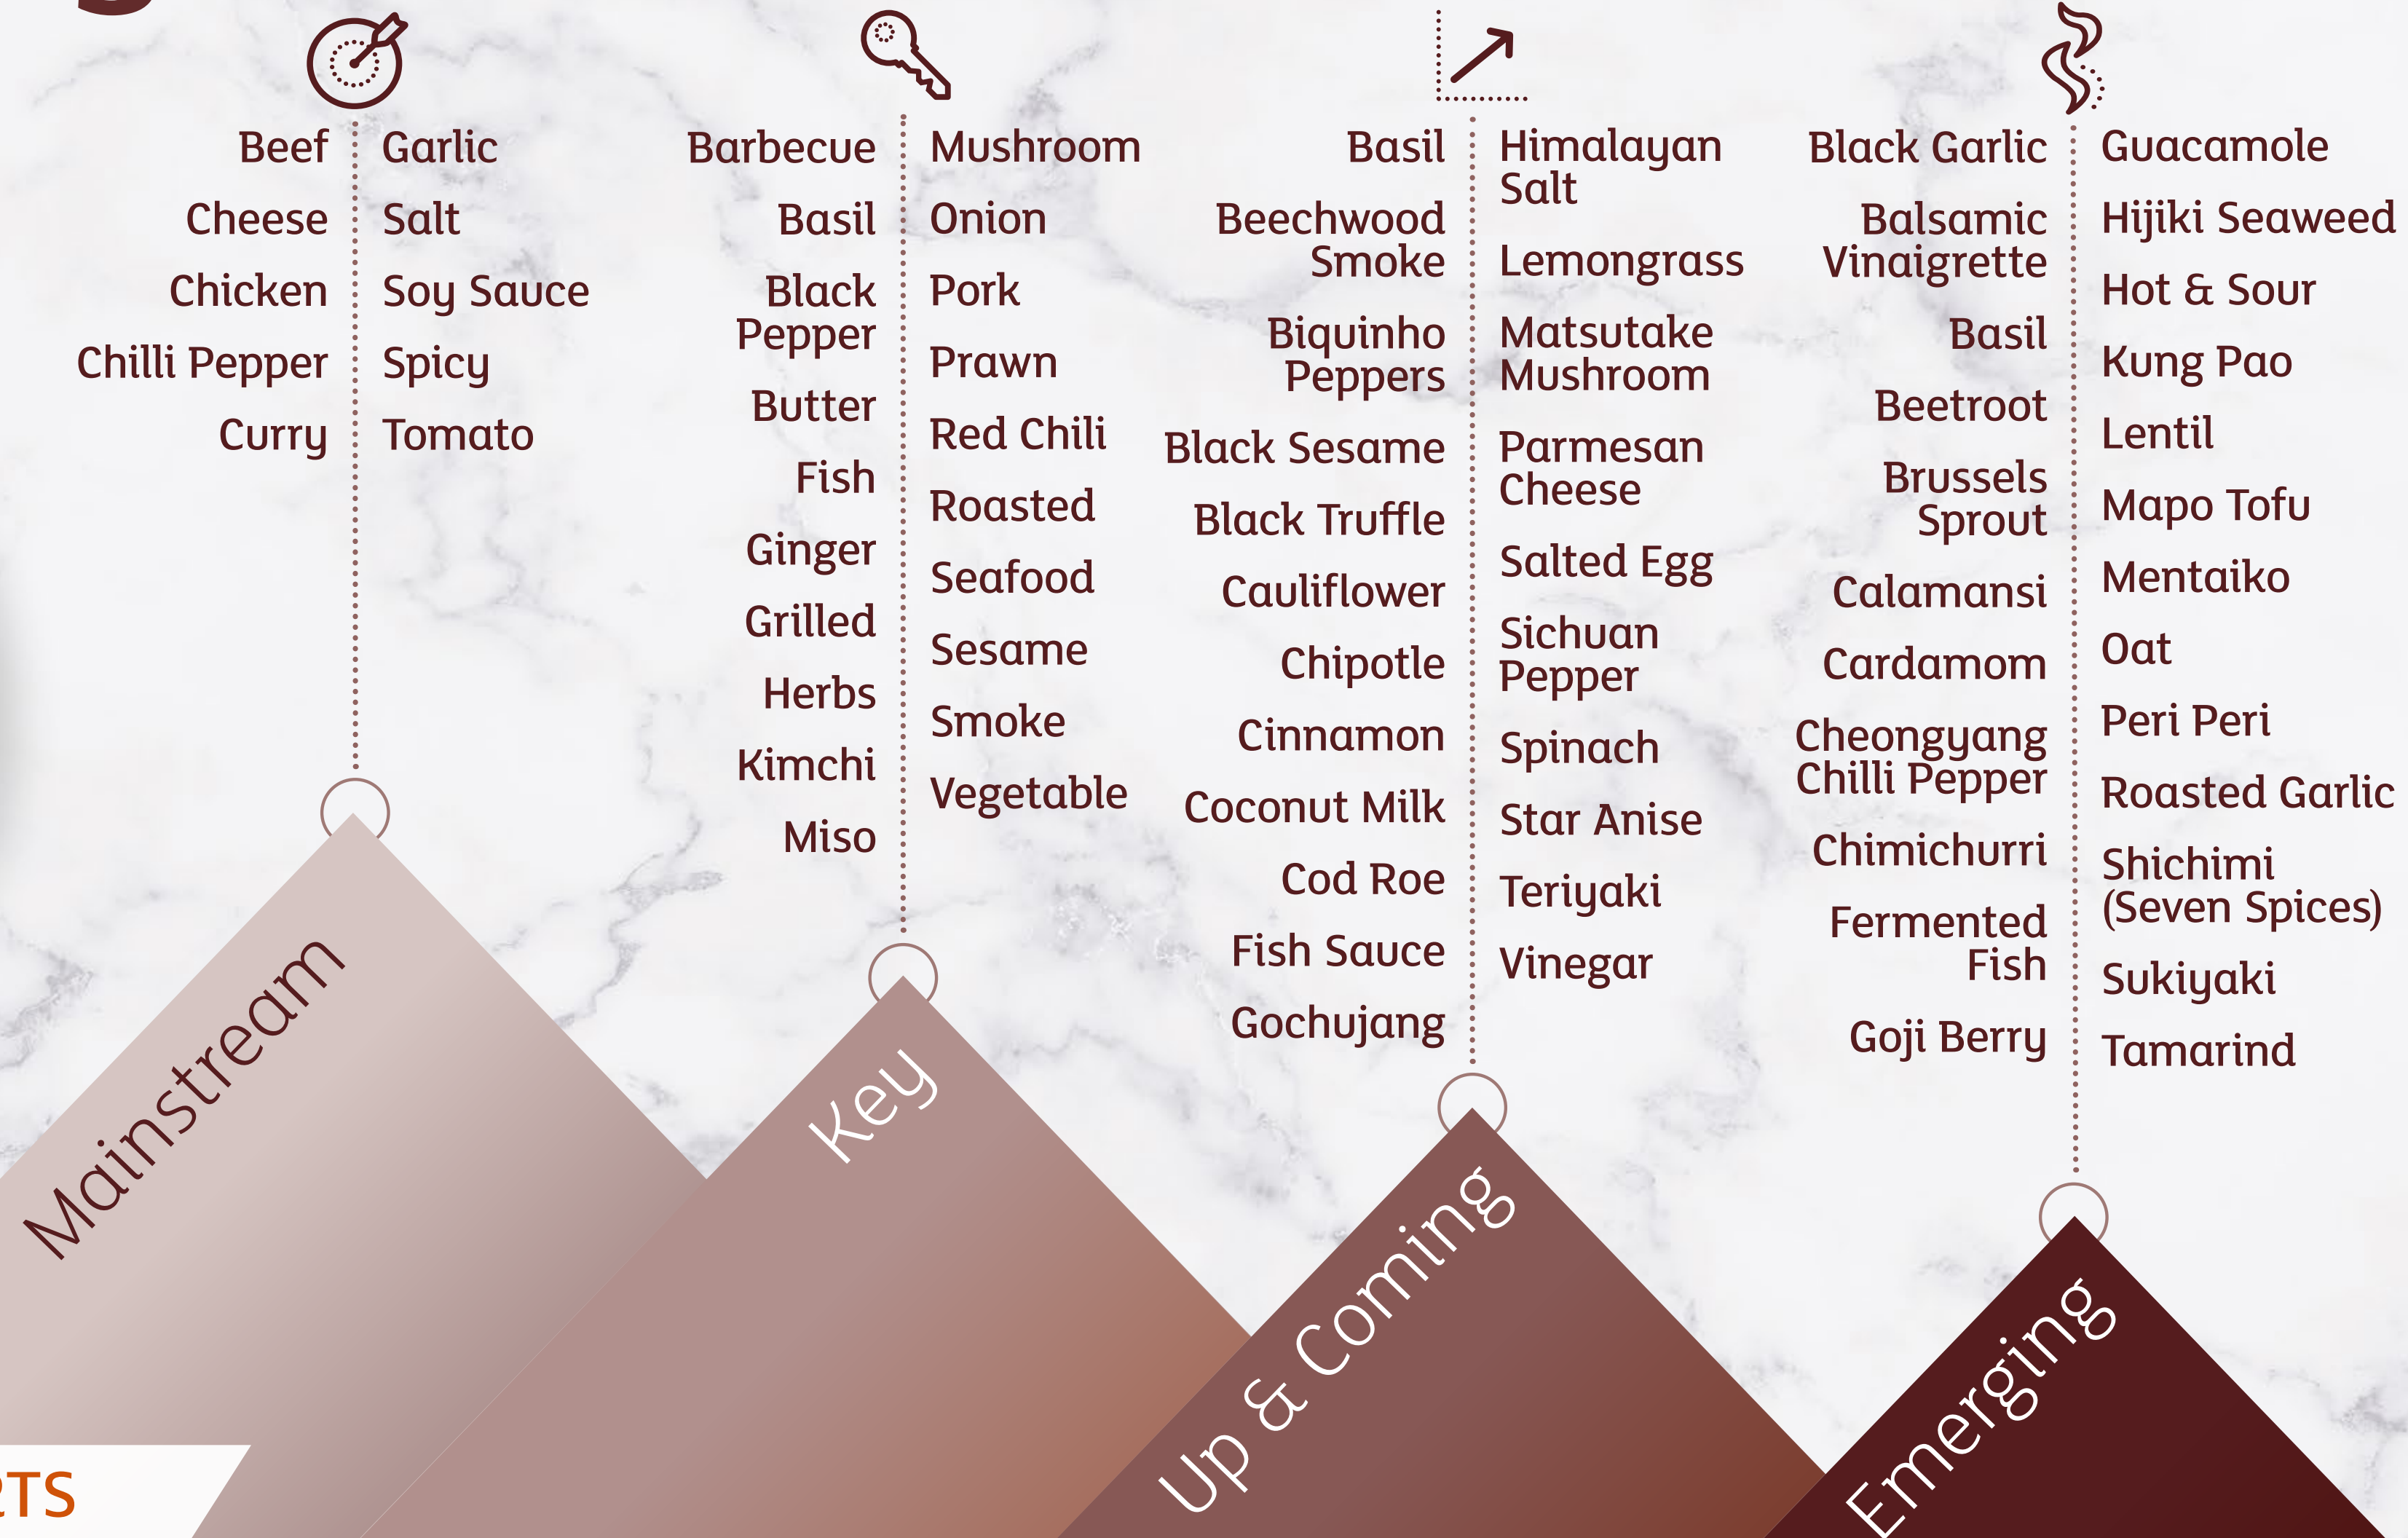 Beef
Cheese
Chicken
Chilli Pepper
Curry
Garlic
Salt
Soy Sauce
Spicy
Tomato
Mainstream
Barbecue
Basil
Black
Pepper
Butter
Fish
Ginger
Grilled
Herbs
Kimchi
Miso
Mushroom
Onion
Pork
Prawn
Red Chili
Roasted
Seafood
Sesame
Smoke
Vegetable
Key
Basil
Beechwood
Smoke
Biquinho
Peppers
Black Sesame
Black Truffle
Cauliflower
Chipotle
Cinnamon
Coconut Milk
Cod Roe
Fish Sauce
Gochujang
Himalayan
Salt
Lemongrass
Matsutake
Mushroom
Parmesan
Cheese
Salted Egg
Sichuan
Pepper
Spinach
Star Anise
Teriyaki
Vinegar
Up & Coming
Black Garlic
Balsamic
Vinaigrette
Basil
Beetroot
Brussels
Sprout
Calamansi
Cardamom
Cheongyang
Chilli Pepper
Chimichurri
Fermented
Fish
Goji Berry
Guacamole
Hijiki Seaweed
Hot & Sour
Kung Pao
Lentil
Mapo Tofu
Mentaiko
Oat
Peri Peri
Roasted Garlic
Shichimi
(Seven Spices)
Sukiyaki
Tamarind
Emerging